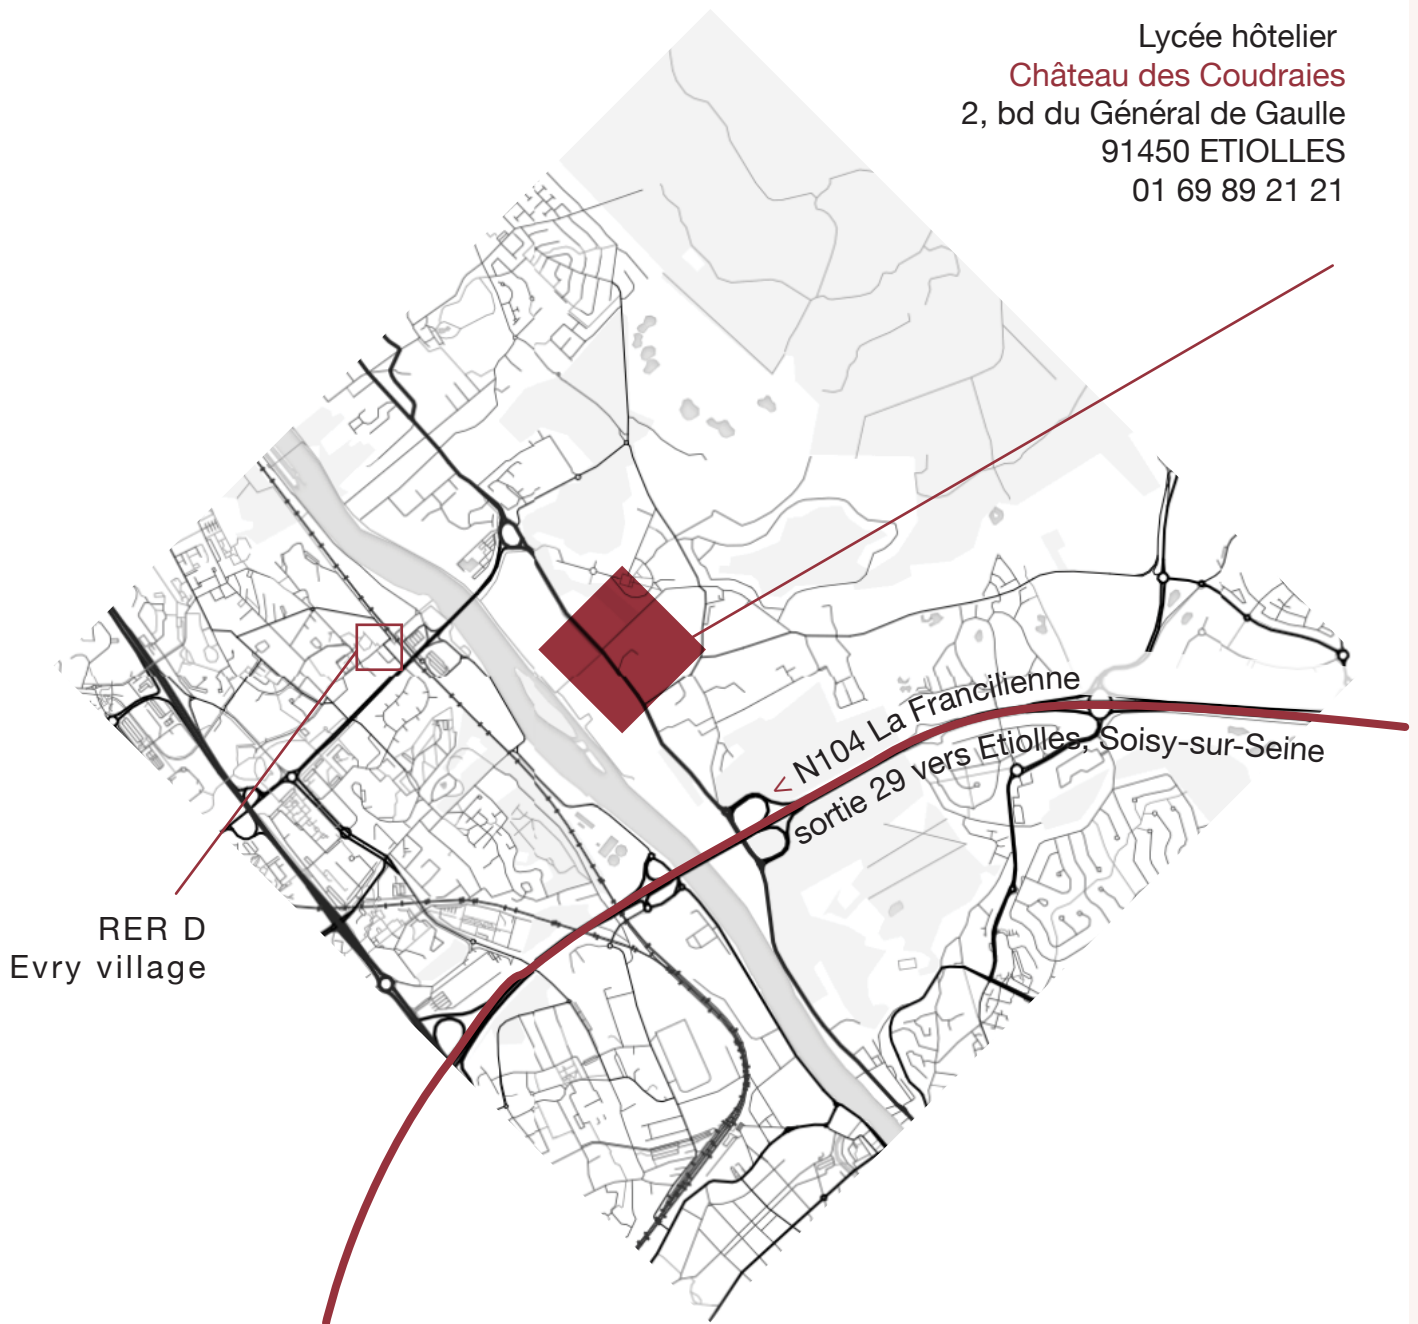 Lycée hôtelier
Château des Coudraies
2, bd du Général de Gaulle
91450 ETIOLLES
01 69 89 21 21
< N104 La Francilienne
sortie 29 vers Etiolles, Soisy-sur-Seine
RER D
Evry village